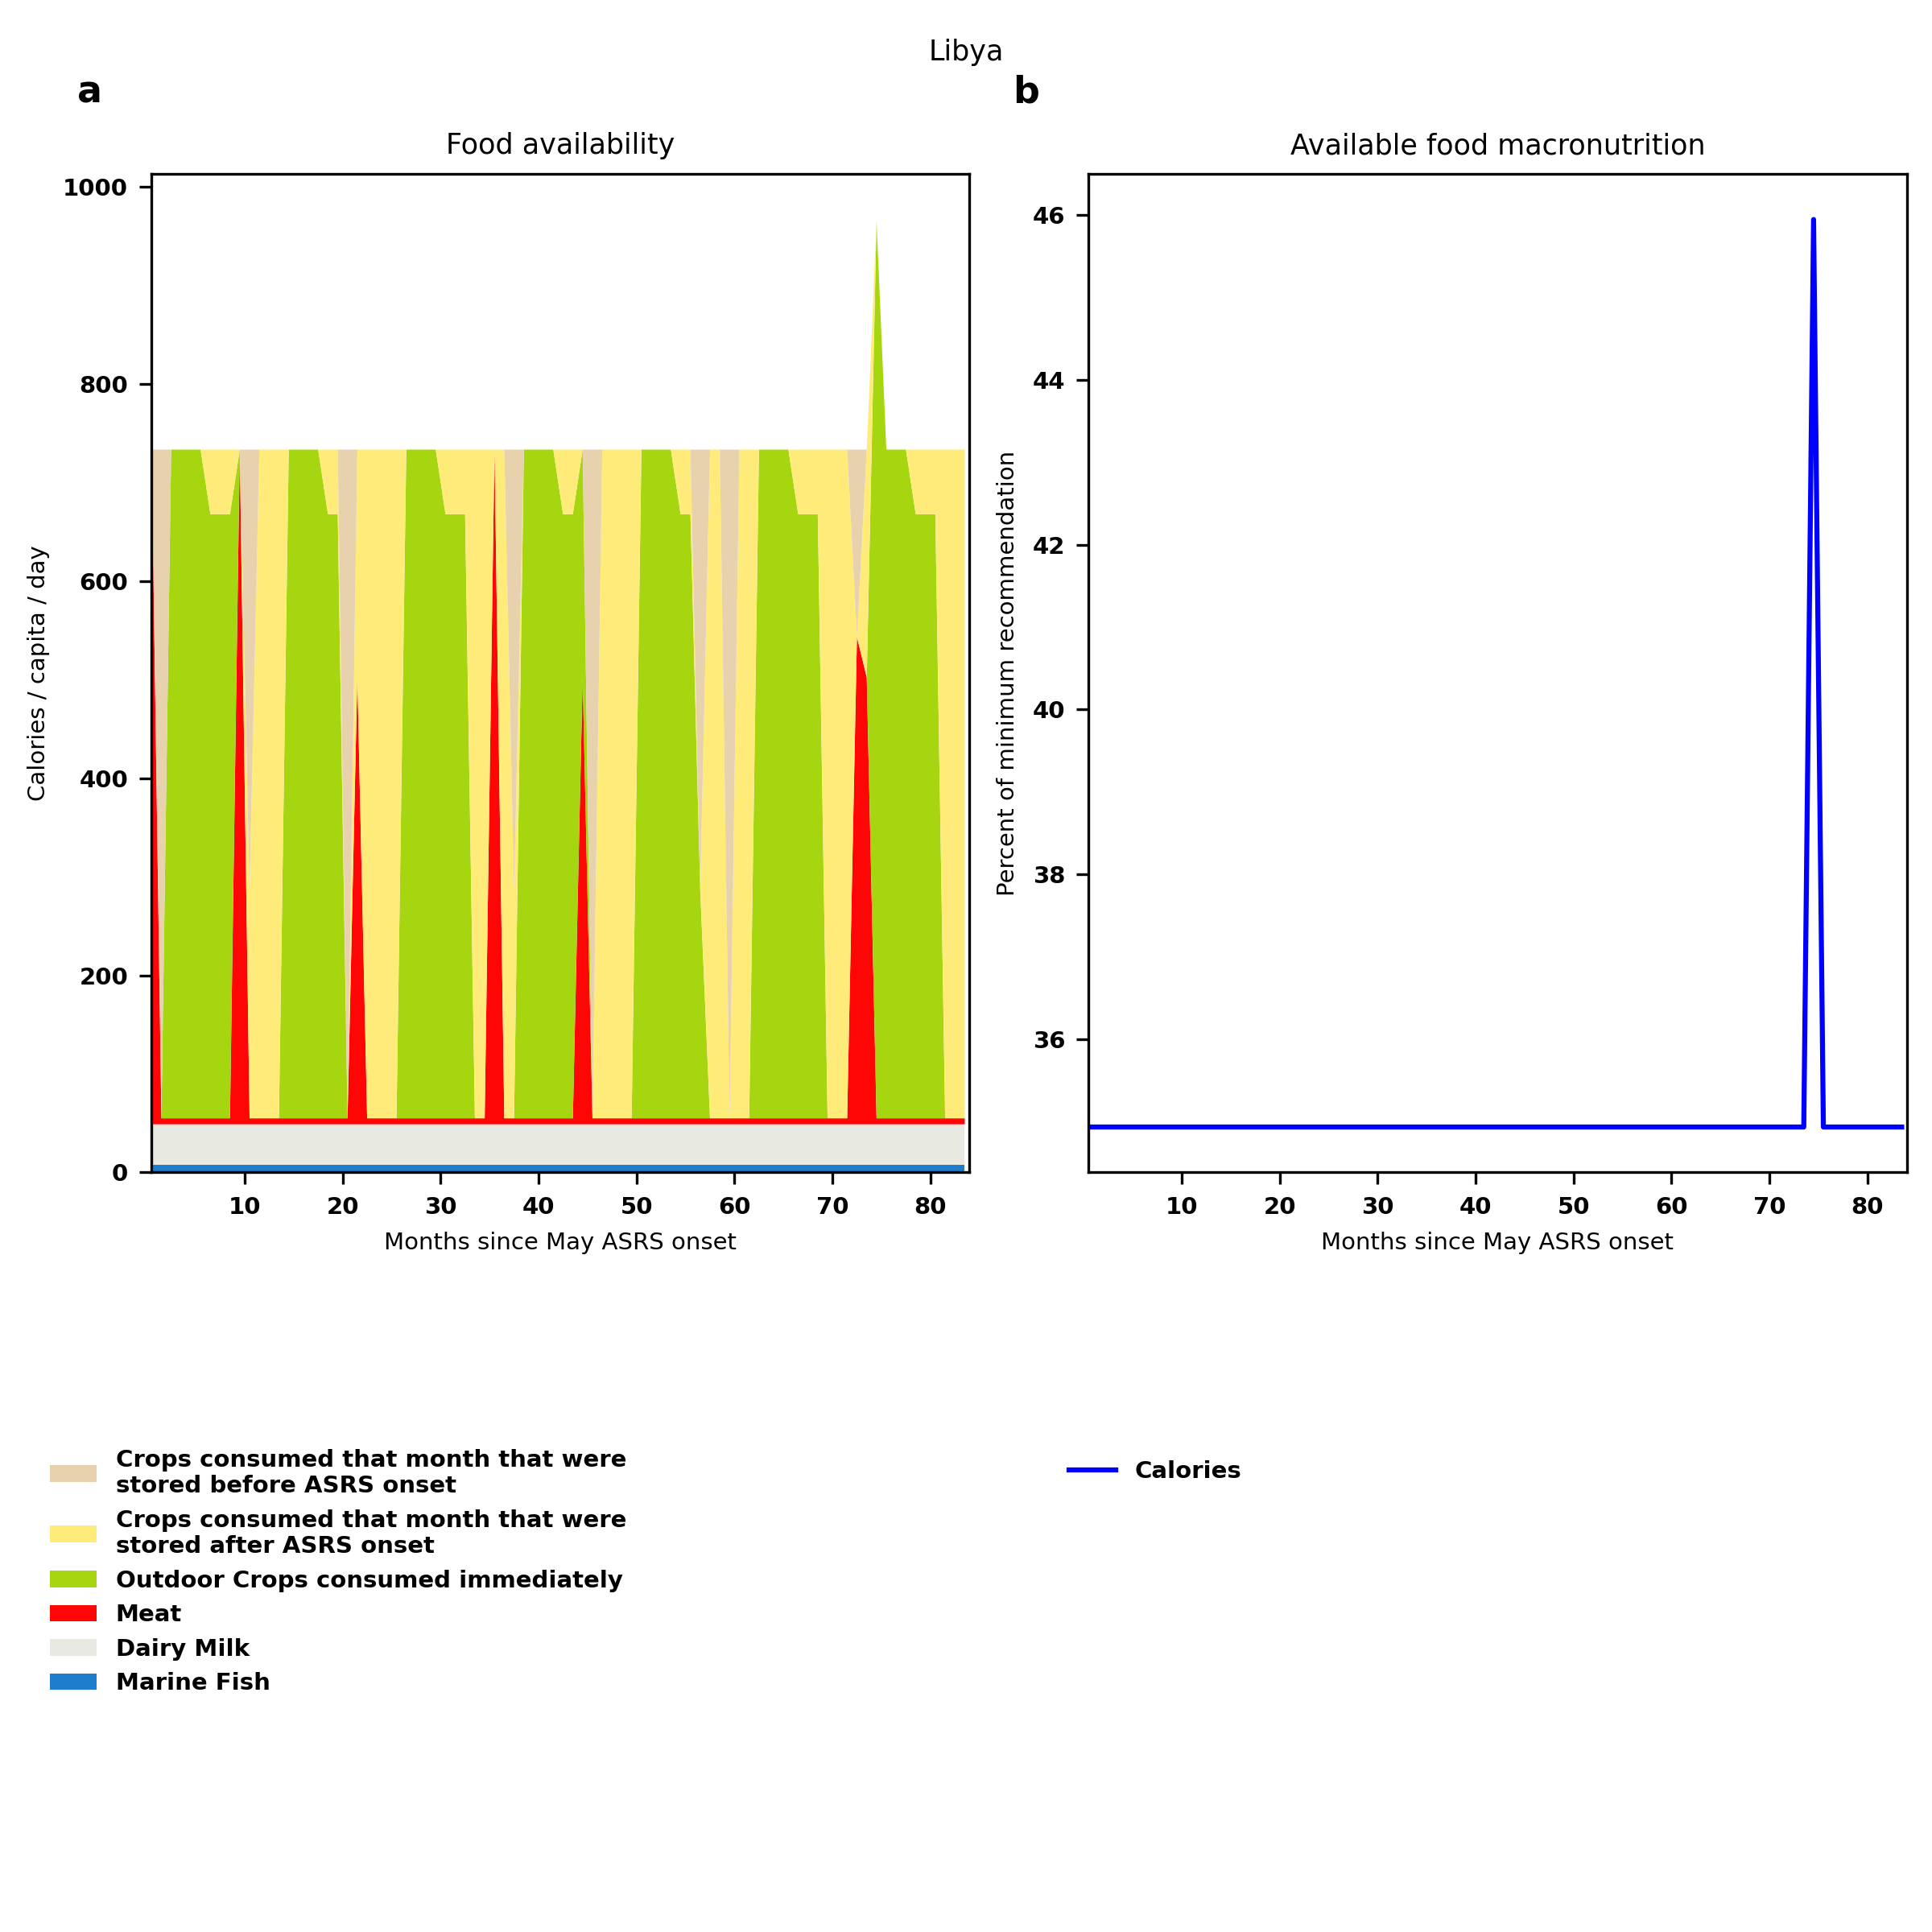 Libya
a
b
Food availability
Available food macronutrition
Calories / capita / day
1000
800
600
400
200
0
10 20 30 40 50 60 70 80
Months since May ASRS onset
Percent of minimum recommendation
46
44
42
40
38
36
10 20 30 40 50 60 70 80
Months since May ASRS onset
Crops consumed that month that were
stored before ASRS onset
Crops consumed that month that were
stored after ASRS onset
Outdoor Crops consumed immediately
Meat
Dairy Milk
Marine Fish
Calories